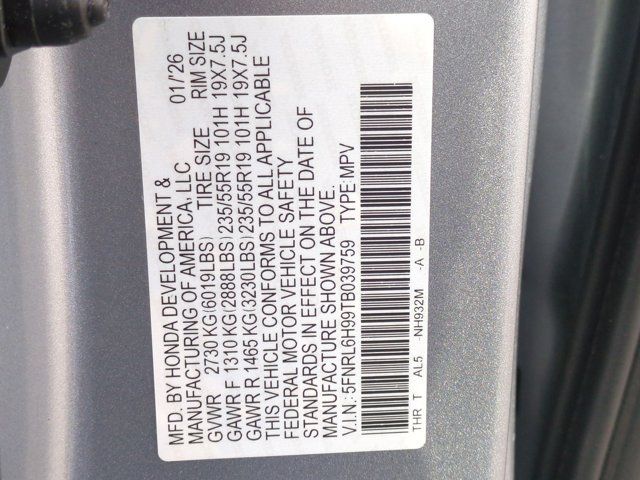 MFD. BY HONDA DEVELOPMENT & 01/'26
MANUFACTURING OF AMERICA, LLC
GVWR 2730 KG(6019LBS) TIRE SIZE RIM SIZE
GAWR F 1310 KG(2888LBS)235/55R19 101H 19X7.5J
GAWR R 1465 KG(3230LBS)235/55R19 101H 19X7.5J
THIS VEHICLE CONFORMS TO ALL APPLICABLE
FEDERAL MOTOR VEHICLE SAFETY
STANDARDS IN EFFECT ON THE DATE OF
MANUFACTURE SHOWN ABOVE.
V.I.N.: 5FNRL6H99TB039759 TYPE: MPV
THR T AL5 -NH932M -A -B